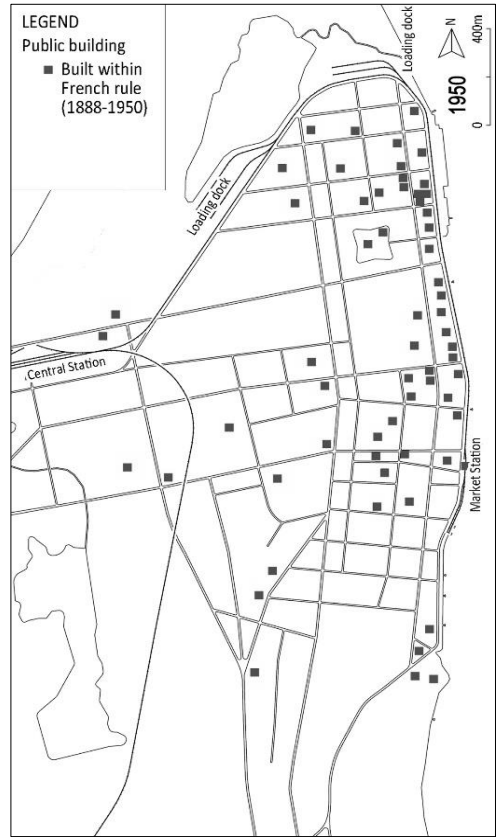 LEGEND
Public building
Built within
French rule
(1888-1950)
Loading dock
N
400m
0
1950
Loading dock
Central Station
Market Station